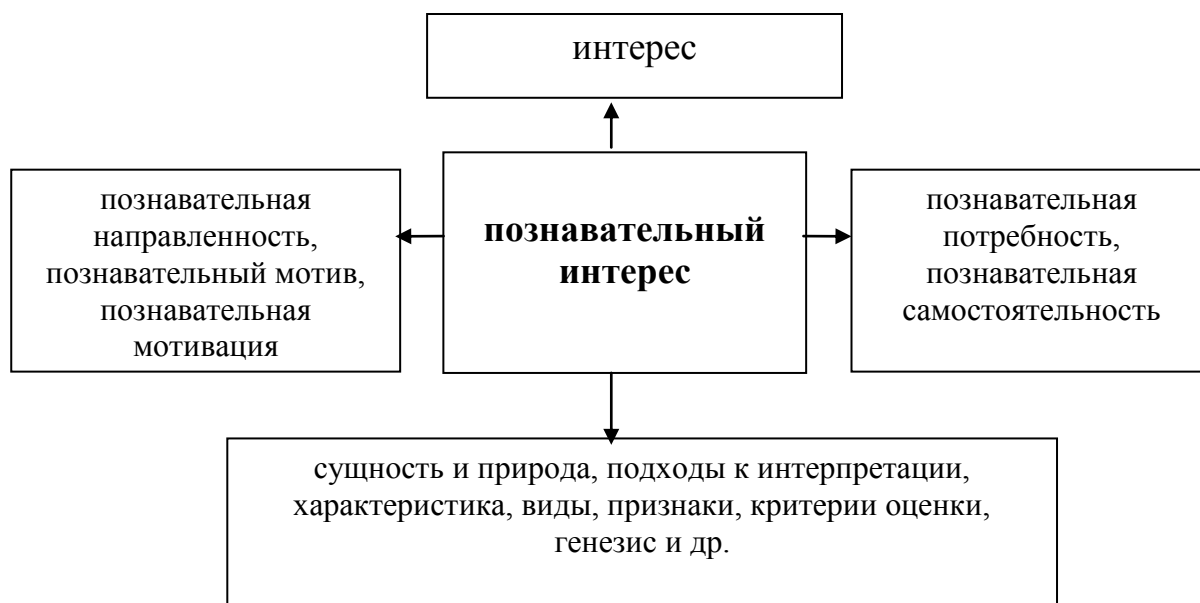 интерес
познавательная
направленность,
познавательный мотив,
познавательная
мотивация
познавательный
интерес
познавательная
потребность,
познавательная
самостоятельность
сущность и природа, подходы к интерпретации,
характеристика, виды, признаки, критерии оценки,
генезис и др.